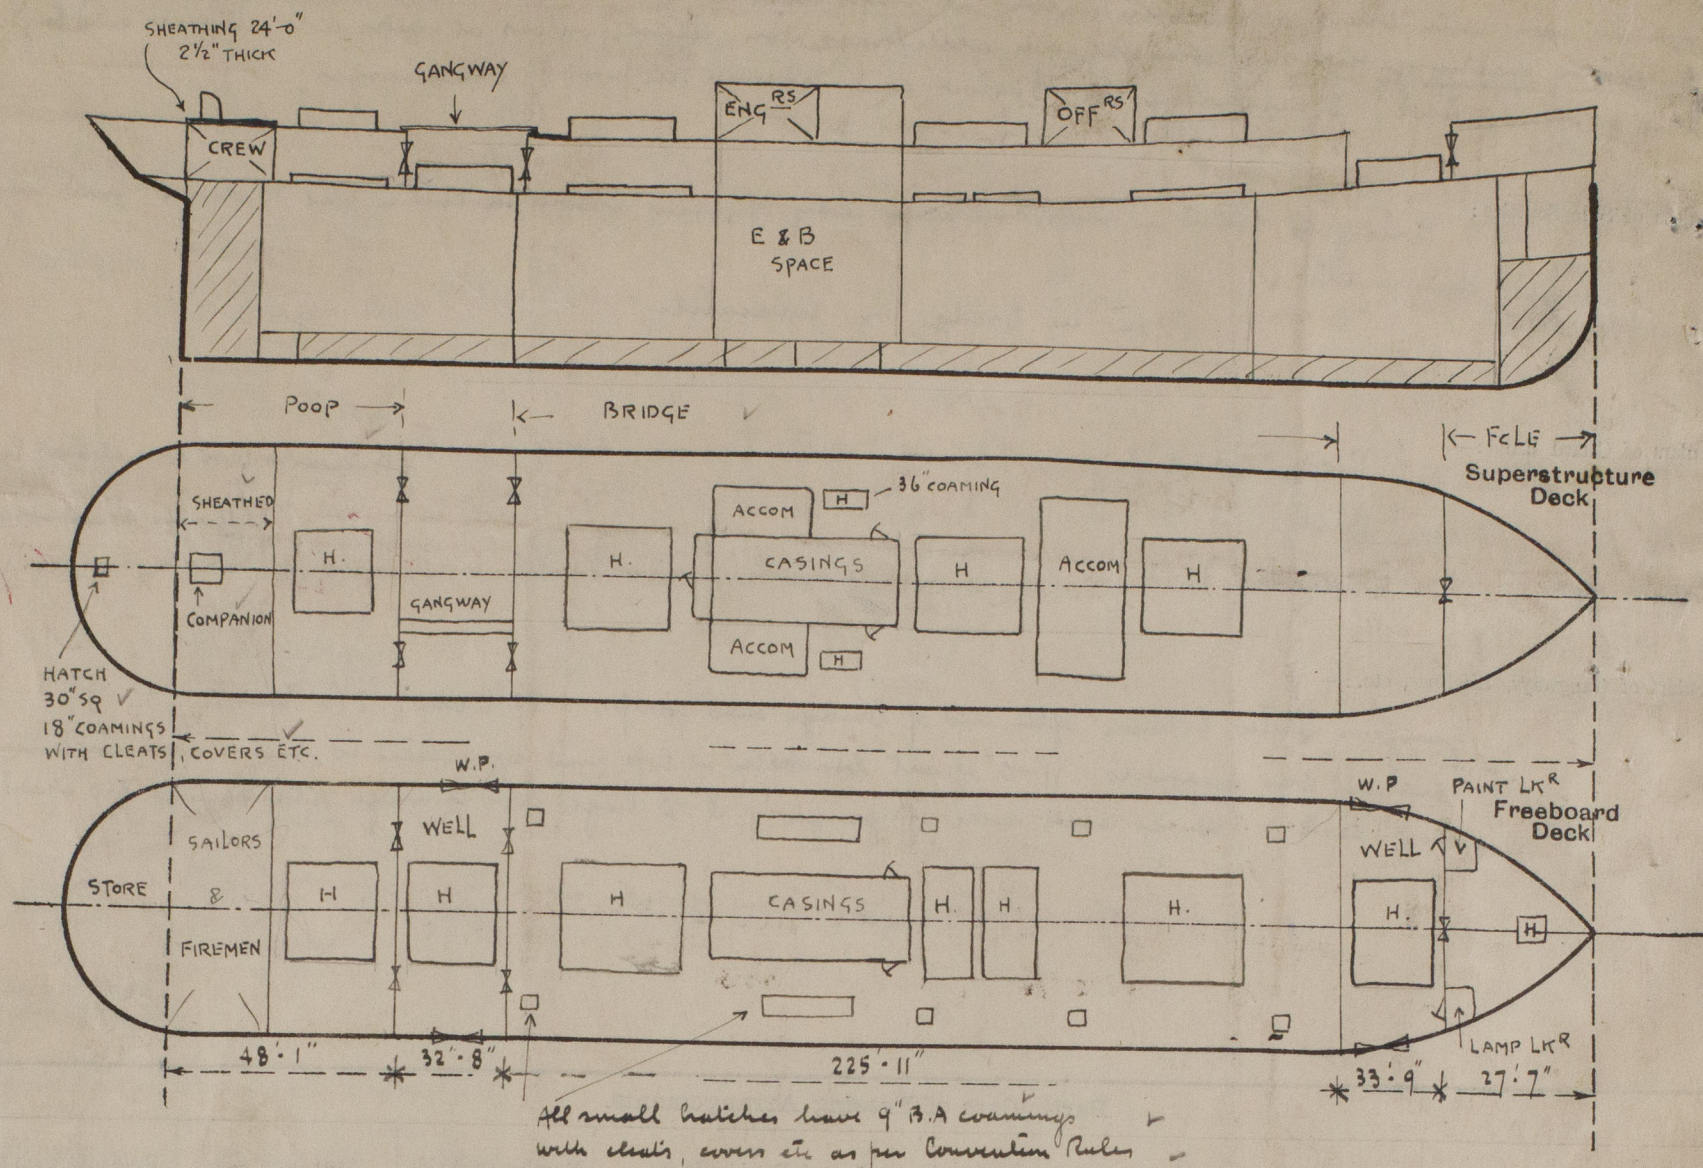 SHEATHING 24'-0"
2½" THICK
GANGWAY
CREW
ENG RS
OFF RS
E & B
SPACE
POOP
BRIDGE
FCLE
Superstructure
Deck
SHEATHED
ACCOM
H
36" COAMING
H.
H.
CASINGS
H
ACCOM
H
GANGWAY
COMPANION
ACCOM
H
HATCH
30" SQ
18" COAMINGS
WITH CLEATS, COVERS ETC.
W.P.
W.P
PAINT LKR
Freeboard
Deck
WELL
WELL
SAILORS
STORE
&
H
H
H
CASINGS
H.
H.
H.
H.
H
FIREMEN
LAMP LKR
48'-1"
32'-8"
225'-11"
33'-9"
27'-7"
All small hatches have 9" B.A coamings
with cleats, covers etc as per Convention Rules